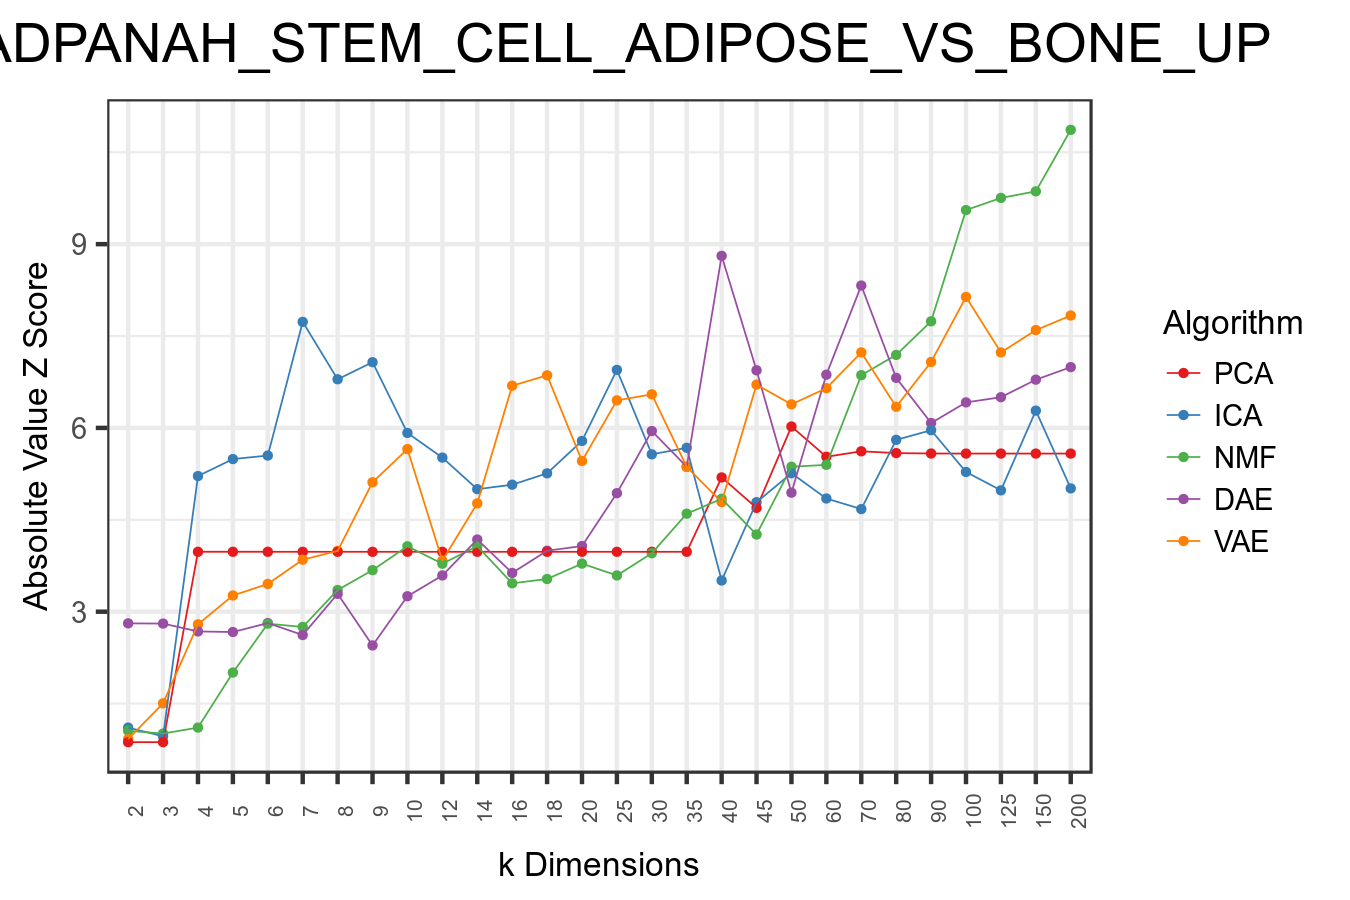 ADPANAH_STEM_CELL_ADIPOSE_VS_BONE_UP
Absolute Value Z Score
9
6
3
2 3 4 5 6 7 8 9 10 12 14 16 18 20 25 30 35 40 45 50 60 70 80 90 100 125 150 200
k Dimensions
Algorithm
PCA
ICA
NMF
DAE
VAE